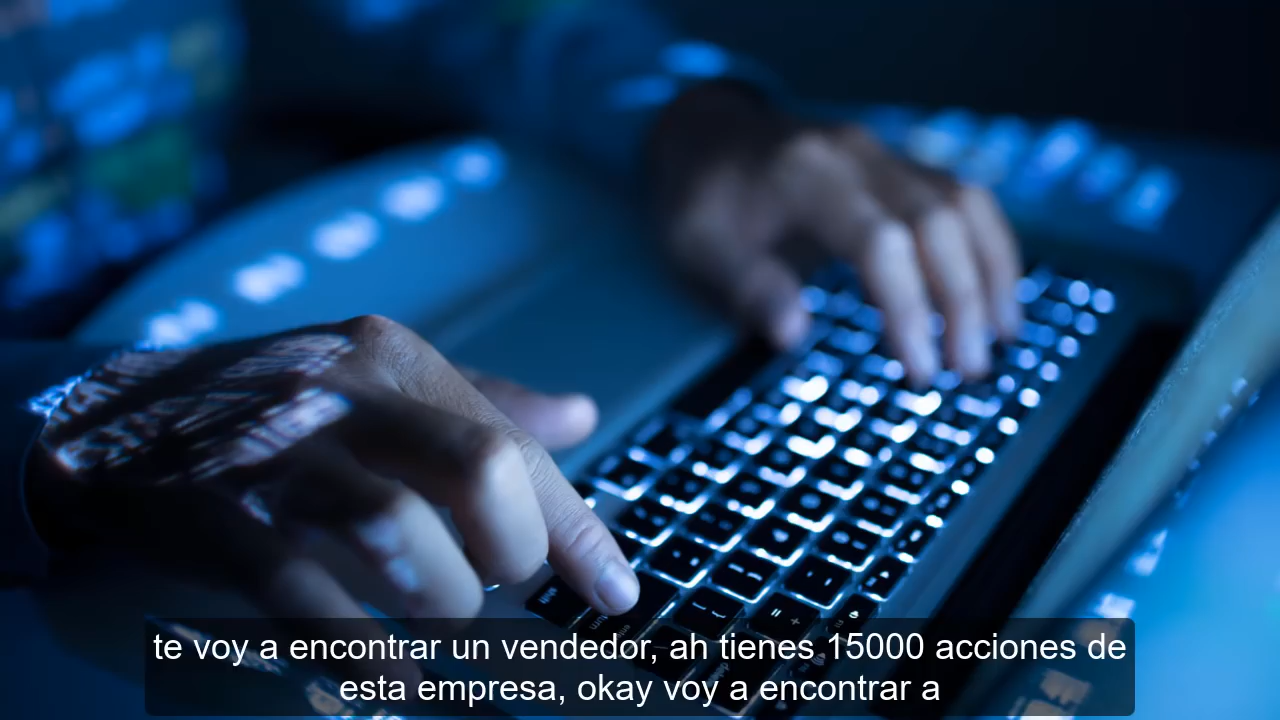 te voy a encontrar un vendedor, ah tienes 15000 acciones de
esta empresa, okay voy a encontrar a